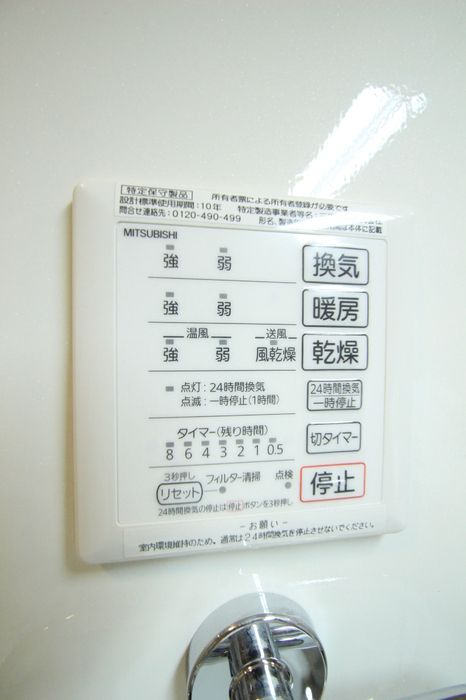 特定保守製品 所有者票による所有者登録が必要です
設計標準使用期間:10年 特定製造事業者等名:
問合せ連絡先:0120-490-499 形名、製造 は本体に記載
MITSUBISHI
強 弱 換気
強 弱 暖房
温風 送風
強 弱 風乾燥 乾燥
点灯:24時間換気
点滅:一時停止(1時間)
24時間換気
一時停止
タイマー(残り時間)
8 6 4 3 2 1 0.5
切タイマー
3秒押し
リセット フィルター清掃 点検
停止
24時間換気の停止は停止ボタンを3秒押し
-お願い-
室内環境維持のため、通常は24時間換気を停止させないでください。